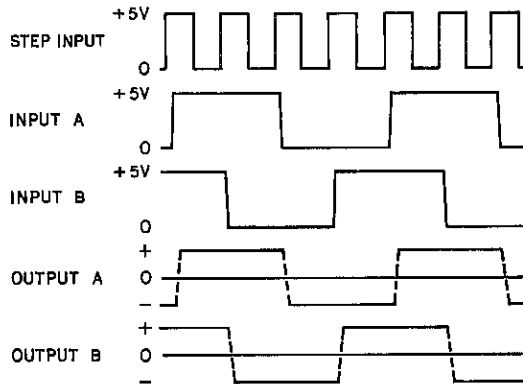 +5V
STEP INPUT
0
+5V
INPUT A
0
+5V
INPUT B
0
+
OUTPUT A 0
−
+
OUTPUT B 0
−